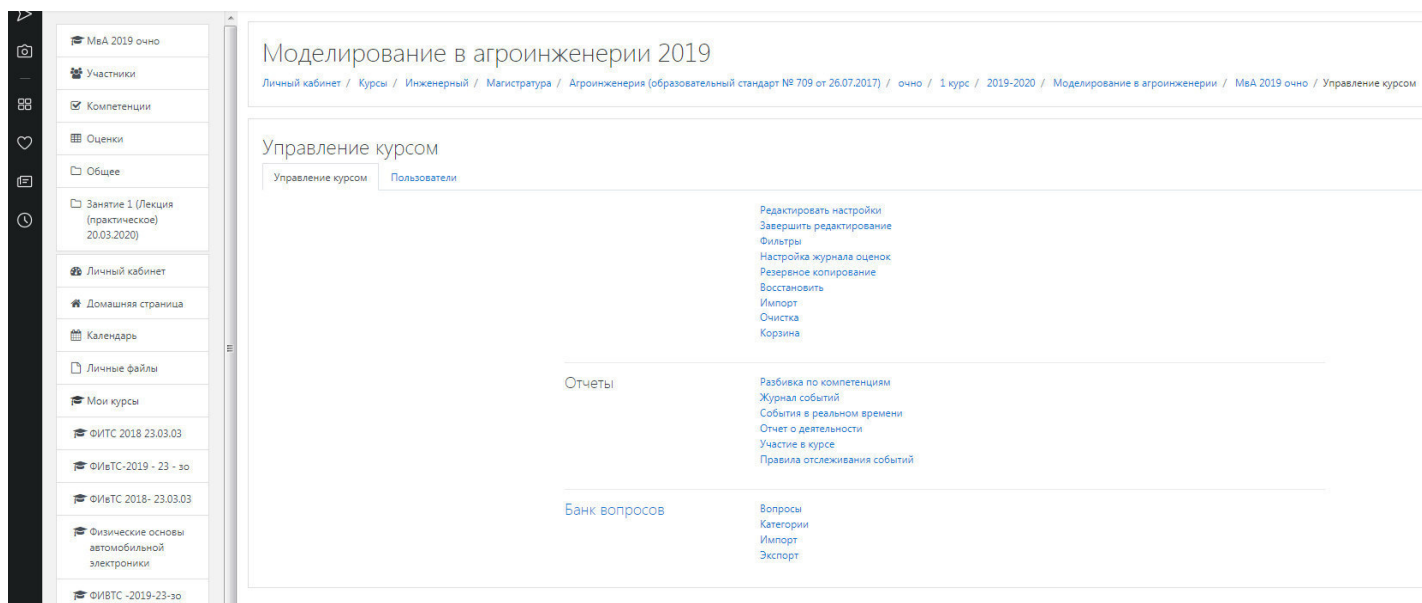 МвА 2019 очно
Участники
Компетенции
Оценки
Общее
Занятие 1 (Лекция
(практическое)
20.03.2020)
Личный кабинет
Домашняя страница
Календарь
Личные файлы
Мои курсы
ФИТС 2018 23.03.03
ФИвТС-2019 - 23 - зо
ФИвТС 2018- 23.03.03
Физические основы
автомобильной
электроники
ФИВТС -2019-23-зо
Моделирование в агроинженерии 2019
Личный кабинет / Курсы / Инженерный / Магистратура / Агроинженерия (образовательный стандарт № 709 от 26.07.2017) / очно / 1 курс / 2019-2020 / Моделирование в агроинженерии / МвА 2019 очно / Управление курсом
Управление курсом
Управление курсом Пользователи
Редактировать настройки
Завершить редактирование
Фильтры
Настройка журнала оценок
Резервное копирование
Восстановить
Импорт
Очистка
Корзина
Отчеты
Разбивка по компетенциям
Журнал событий
События в реальном времени
Отчет о деятельности
Участие в курсе
Правила отслеживания событий
Банк вопросов
Вопросы
Категории
Импорт
Экспорт